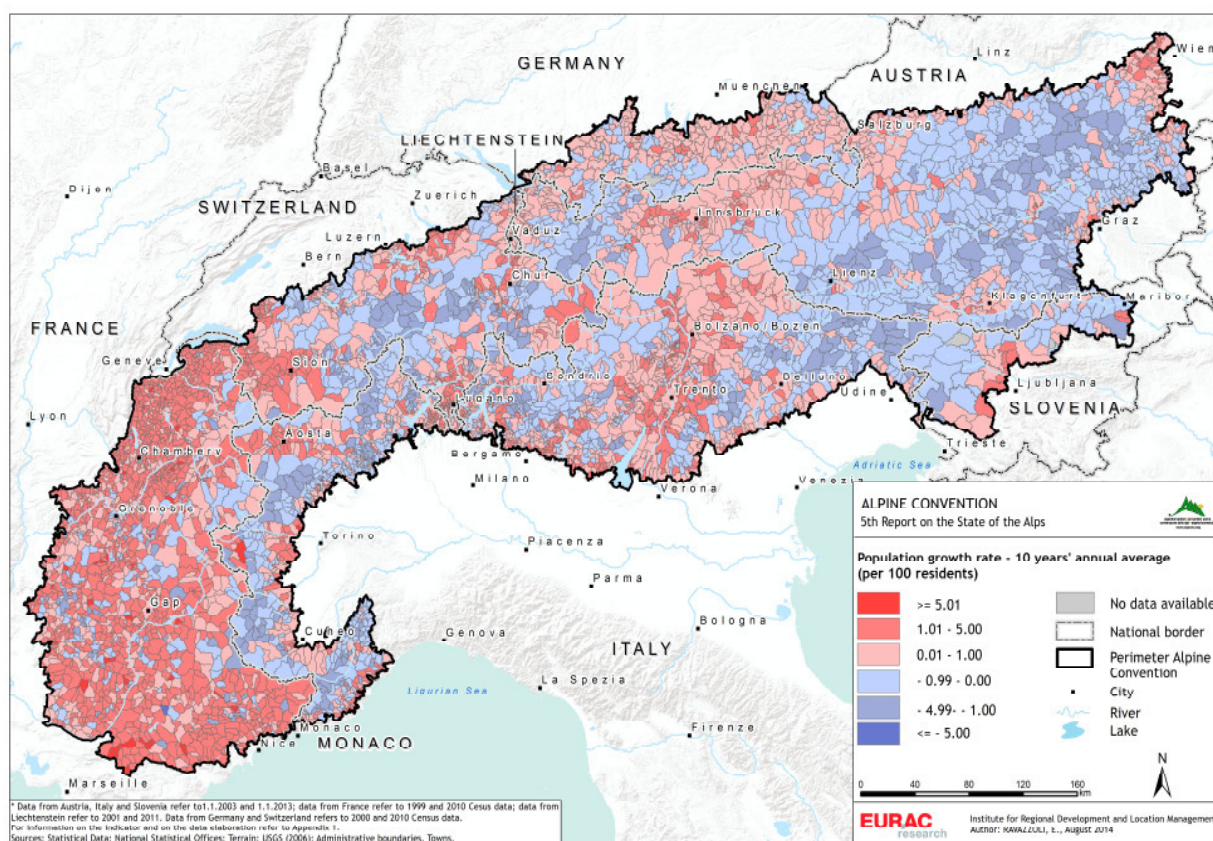 Linz
Wien
GERMANY
AUSTRIA
Muenchen
Salzburg
LIECHTENSTEIN
Basel
Dijon
Zuerich
SWITZERLAND
Innsbruck
Luzern
Vaduz
Graz
Bern
Chur
Lienz
Klagenfurt
Maribor
FRANCE
Bolzano/Bozen
Geneve
Sion
Sondrio
Trento
Belluno
Ljubljana
Lugano
Udine
SLOVENIA
Lyon
Aosta
Trieste
Chambery
Bergamo
Adriatic Sea
Milano
Verona
Venezia
Grenoble
Torino
Piacenza
Parma
Gap
Bologna
Cuneo
Genova
ITALY
La Spezia
Ligurian Sea
Monaco
Firenze
Nice
MONACO
Marseille
ALPINE CONVENTION
5th Report on the State of the Alps
Population growth rate - 10 years' annual average
(per 100 residents)
>= 5.01
1.01 - 5.00
0.01 - 1.00
- 0.99 - 0.00
- 4.99- - 1.00
<= - 5.00
No data available
National border
Perimeter Alpine
Convention
City
River
Lake
N
0 40 80 120 160
km
EURAC
research
Institute for Regional Development and Location Management
Author: RAVAZZOLI, E., August 2014
* Data from Austria, Italy and Slovenia refer to1.1.2003 and 1.1.2013; data from France refer to 1999 and 2010 Cesus data; data from
Liechtenstein refer to 2001 and 2011. Data from Germany and Switzerland refers to 2000 and 2010 Census data.
For information on the indicator and on the data elaboration refer to Appendix 1.
Sources: Statistical Data: National Statistical Offices; Terrain: USGS (2006); Administrative boundaries, Towns,